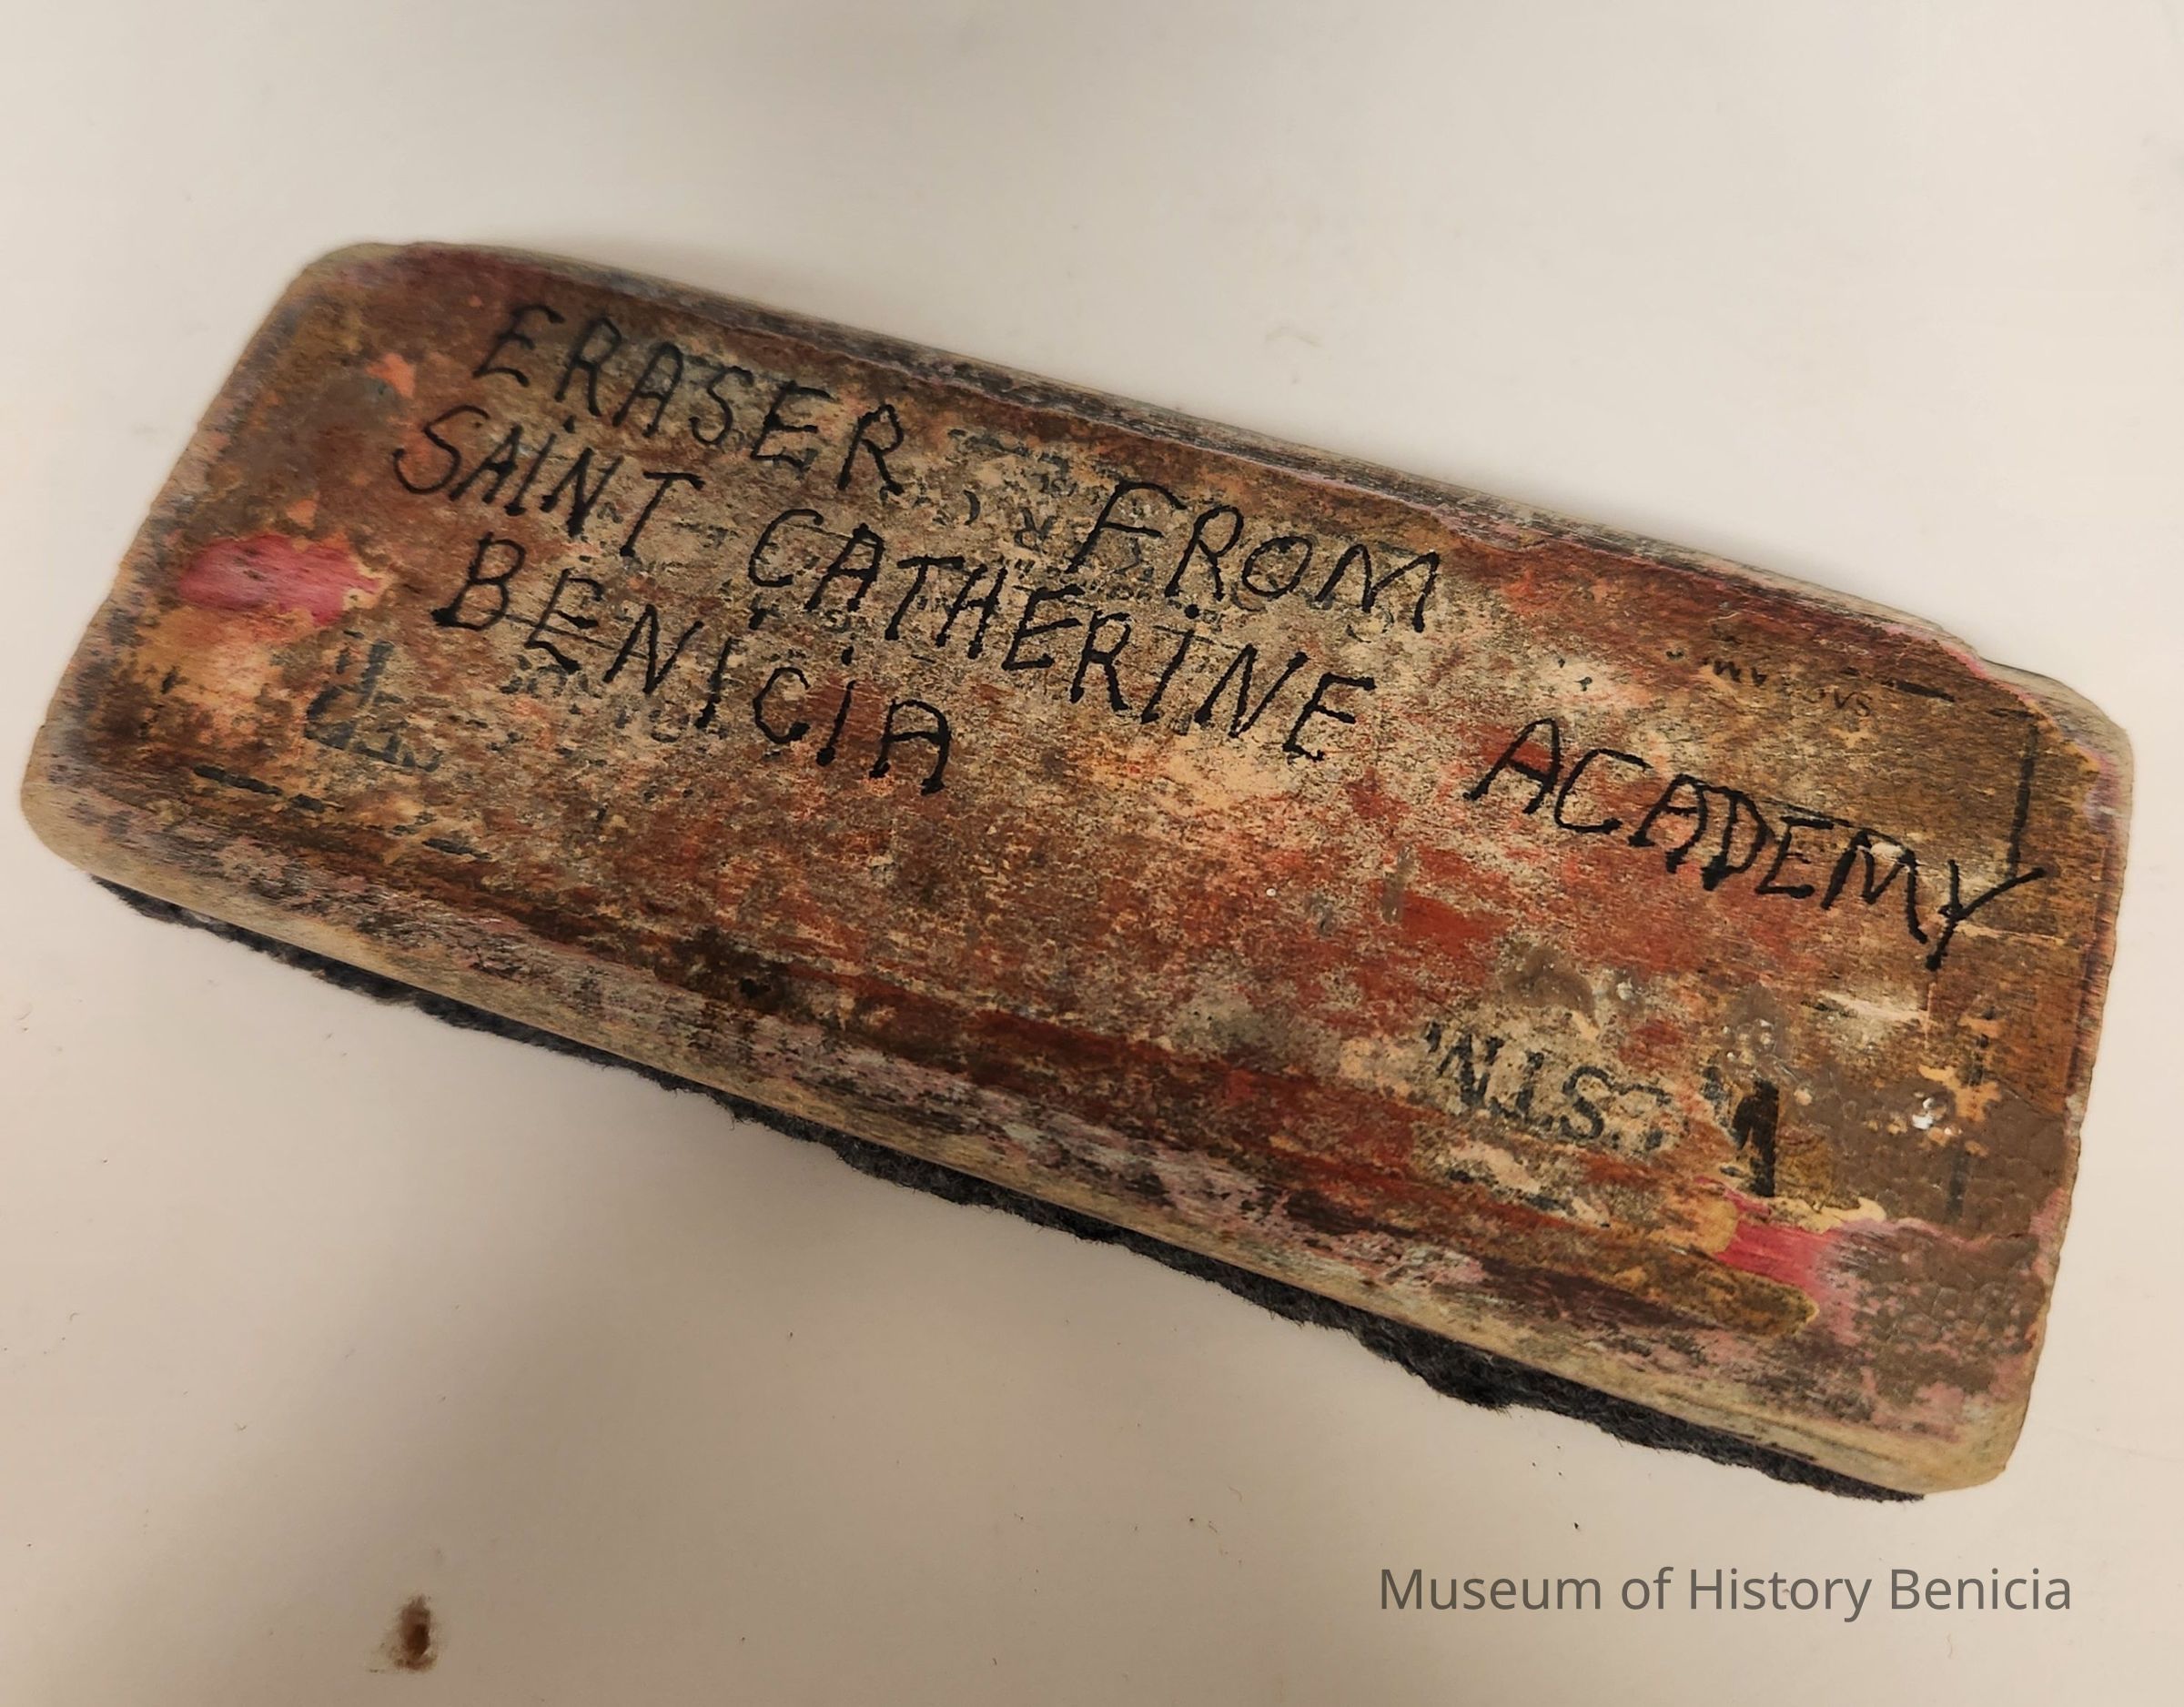 ERASER FROM
SAINT CATHERINE ACADEMY
BENICIA
Museum of History Benicia